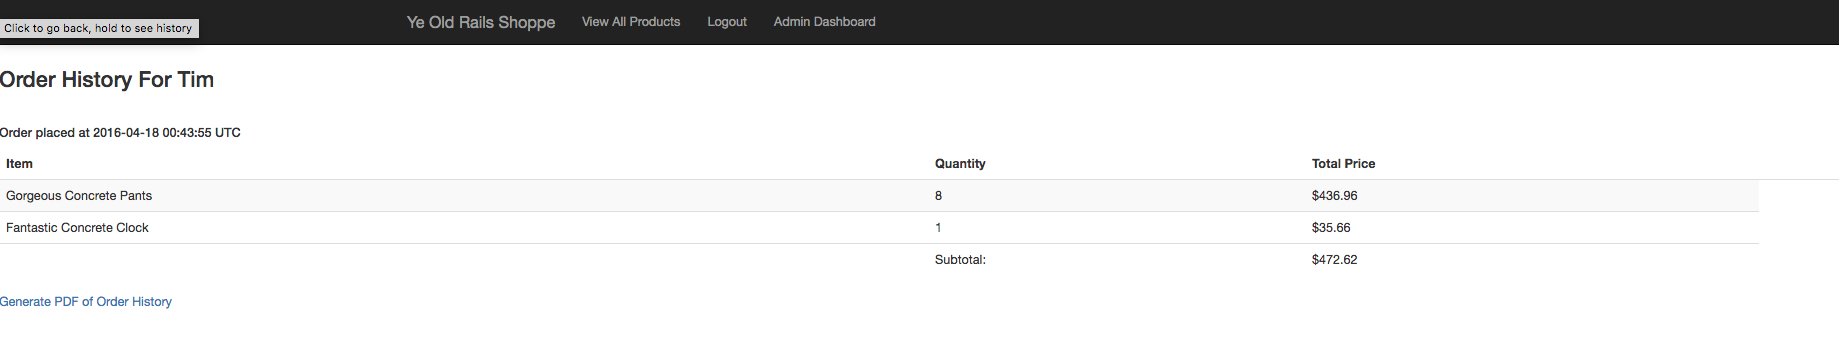 Ye Old Rails Shoppe View All Products Logout Admin Dashboard
Click to go back, hold to see history
Order History For Tim
Order placed at 2016-04-18 00:43:55 UTC
Item Quantity Total Price
Gorgeous Concrete Pants 8 $436.96
Fantastic Concrete Clock 1 $35.66
Subtotal: $472.62
Generate PDF of Order History